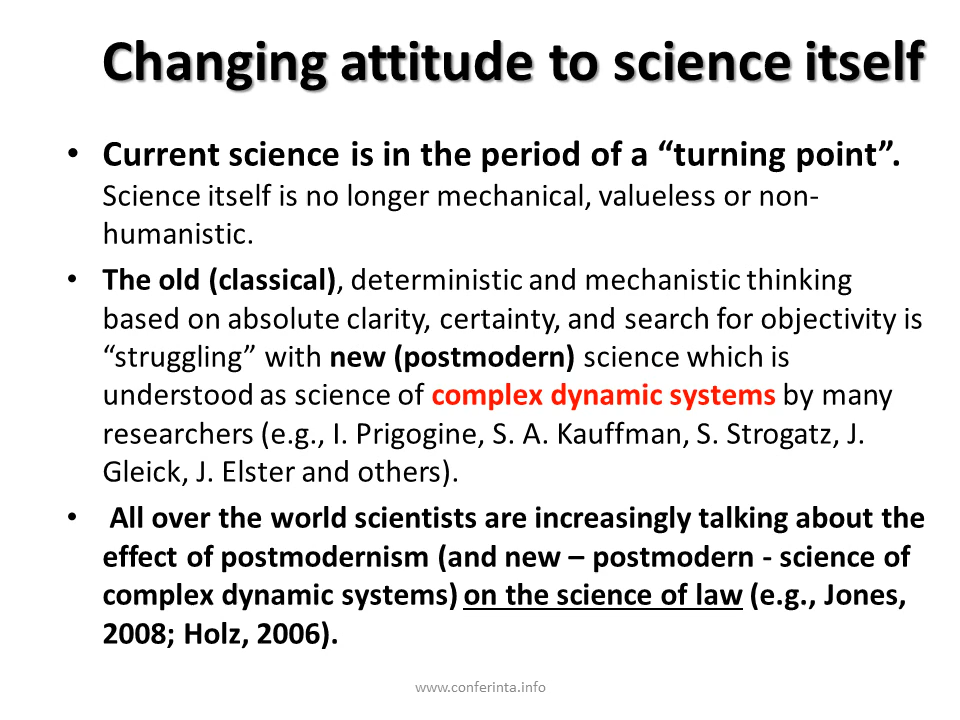 Changing attitude to science itself
• Current science is in the period of a “turning point”.
Science itself is no longer mechanical, valueless or non-
humanistic.
• The old (classical), deterministic and mechanistic thinking
based on absolute clarity, certainty, and search for objectivity is
“struggling” with new (postmodern) science which is
understood as science of complex dynamic systems by many
researchers (e.g., I. Prigogine, S. A. Kauffman, S. Strogatz, J.
Gleick, J. Elster and others).
• All over the world scientists are increasingly talking about the
effect of postmodernism (and new – postmodern - science of
complex dynamic systems) on the science of law (e.g., Jones,
2008; Holz, 2006).
www.conferinta.info